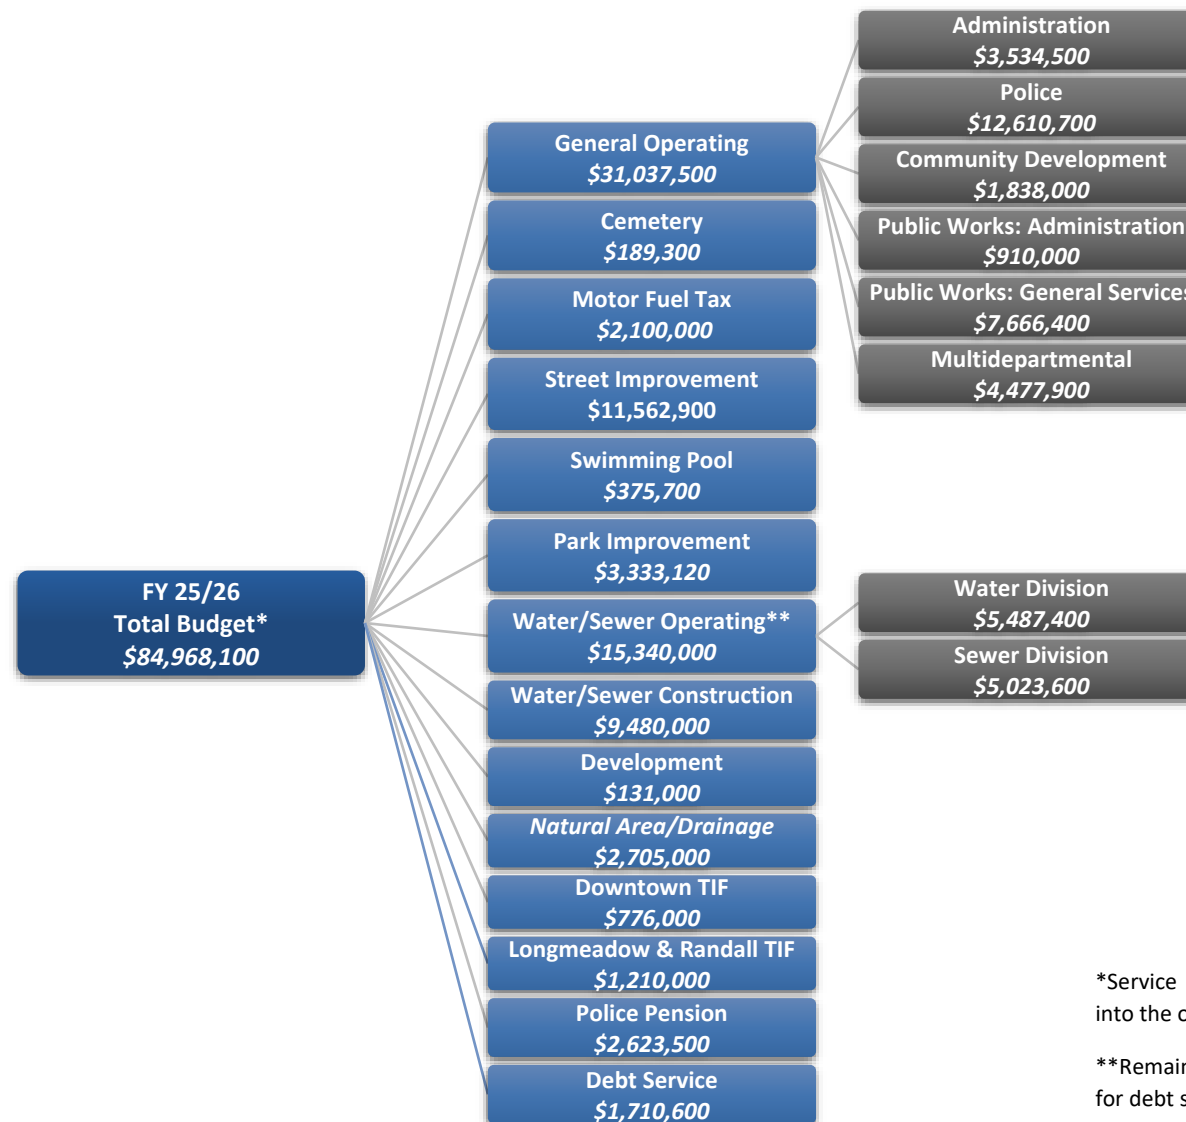 FY 25/26
Total Budget*
$84,968,100
General Operating
$31,037,500
Cemetery
$189,300
Motor Fuel Tax
$2,100,000
Street Improvement
$11,562,900
Swimming Pool
$375,700
Park Improvement
$3,333,120
Water/Sewer Operating**
$15,340,000
Water/Sewer Construction
$9,480,000
Development
$131,000
Natural Area/Drainage
$2,705,000
Downtown TIF
$776,000
Longmeadow & Randall TIF
$1,210,000
Police Pension
$2,623,500
Debt Service
$1,710,600
Administration
$3,534,500
Police
$12,610,700
Community Development
$1,838,000
Public Works: Administration
$910,000
Public Works: General Services
$7,666,400
Multidepartmental
$4,477,900
Water Division
$5,487,400
Sewer Division
$5,023,600
*Service
into the
**Remain
for debt